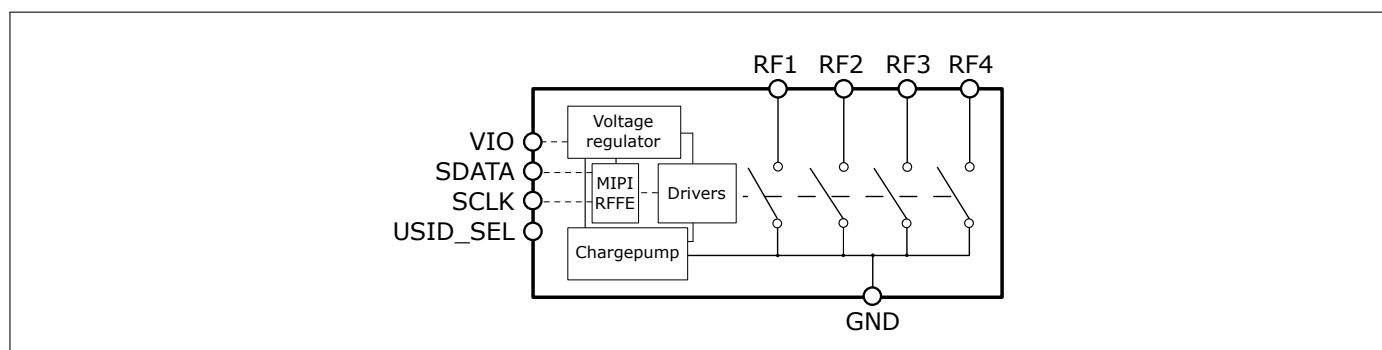 RF1 RF2 RF3 RF4
Voltage
regulator
VIO
SDATA
SCLK
USID_SEL
MIPI
RFFE
Drivers
Chargepump
GND